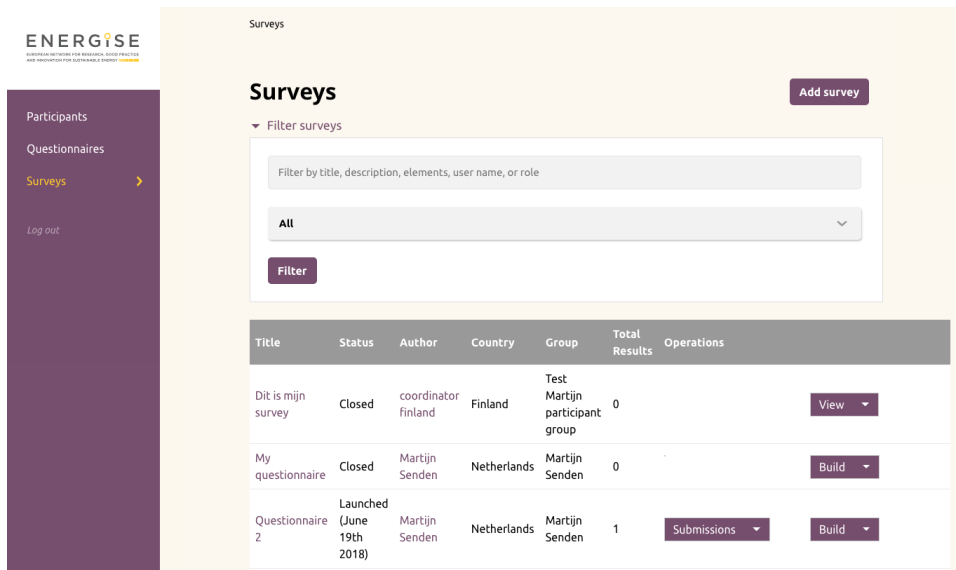 Surveys
ENERGISE
EUROPEAN NETWORK FOR RESEARCH, GOOD PRACTICE
AND INNOVATION FOR SUSTAINABLE ENERGY
Surveys
Add survey
Participants
Filter surveys
Questionnaires
Filter by title, description, elements, user name, or role
Surveys
All
Log out
Filter
Title Status Author Country Group Total Results Operations
Dit is mijn survey
Closed
coordinator finland
Finland
Test Martijn participant group
0
View
My questionnaire
Closed
Martijn Senden
Netherlands
Martijn Senden
0
Build
Questionnaire 2
Launched (June 19th 2018)
Martijn Senden
Netherlands
Martijn Senden
1
Submissions
Build